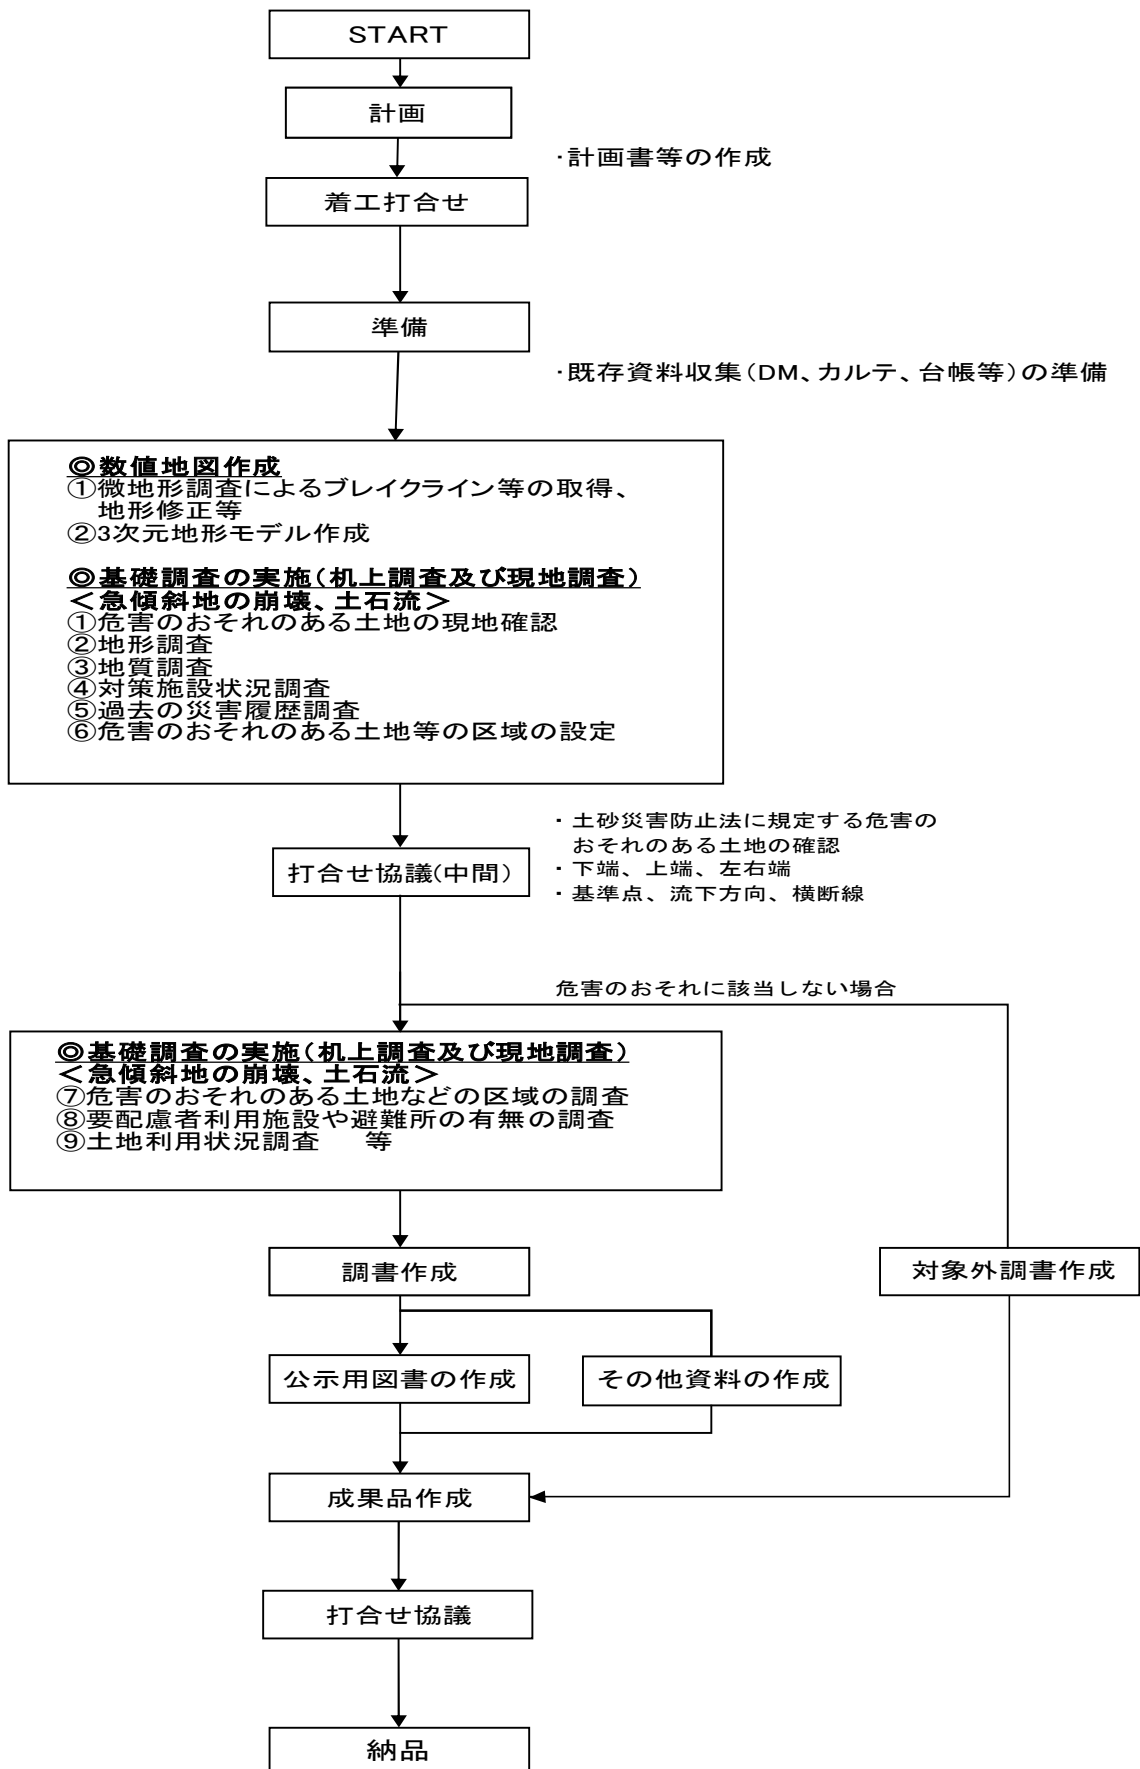 START
計画
・計画書等の作成
着工打合せ
準備
・既存資料収集(DM、カルテ、台帳等)の準備
◎数値地図作成
①微地形調査によるブレイクライン等の取得、
地形修正等
②3次元地形モデル作成
◎基礎調査の実施(机上調査及び現地調査)
<急傾斜地の崩壊、土石流>
①危害のおそれのある土地の現地確認
②地形調査
③地質調査
④対策施設状況調査
⑤過去の災害履歴調査
⑥危害のおそれのある土地等の区域の設定
・土砂災害防止法に規定する危害の
おそれのある土地の確認
・下端、上端、左右端
・基準点、流下方向、横断線
打合せ協議(中間)
危害のおそれに該当しない場合
◎基礎調査の実施(机上調査及び現地調査)
<急傾斜地の崩壊、土石流>
⑦危害のおそれのある土地などの区域の調査
⑧要配慮者利用施設や避難所の有無の調査
⑨土地利用状況調査 等
調書作成
対象外調書作成
公示用図書の作成
その他資料の作成
成果品作成
打合せ協議
納品